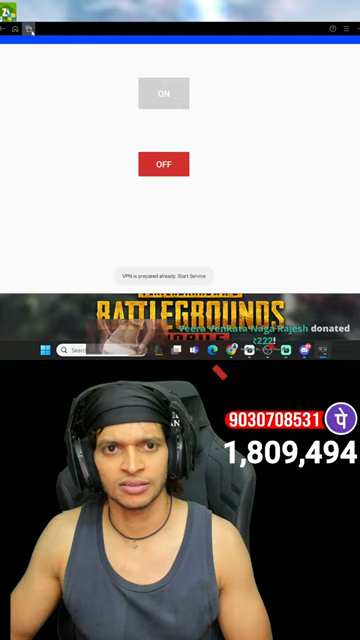 ON
OFF
VPN is prepared already. Start Service
BATTLEGROUNDS
Veera Venkata Naga Rajesh donated
₹222!
Search
9030708531 पे
1,809,494